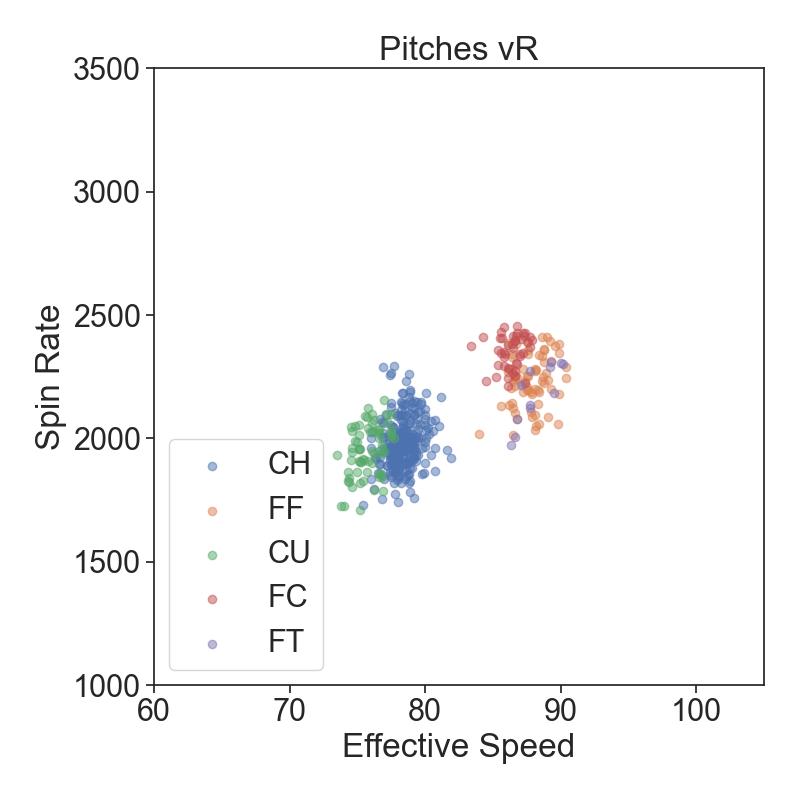 Pitches vR
3500
3000
2500
2000
1500
1000
Spin Rate
CH
FF
CU
FC
FT
60 70 80 90 100
Effective Speed